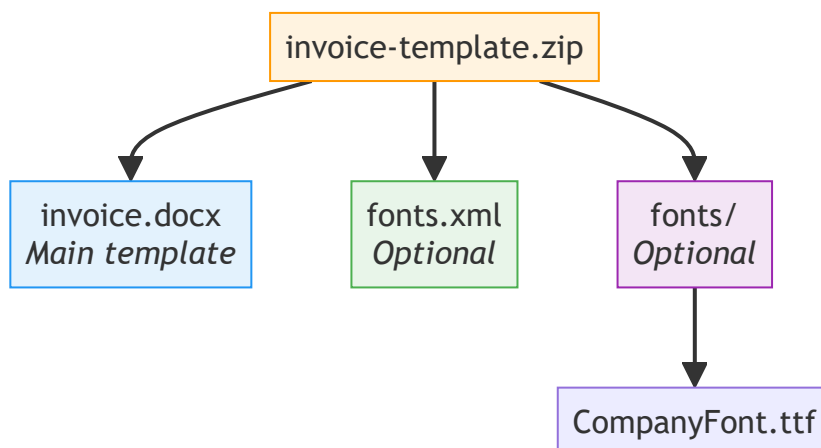 invoice-template.zip
invoice.docx
Main template
fonts.xml
Optional
fonts/
Optional
CompanyFont.ttf